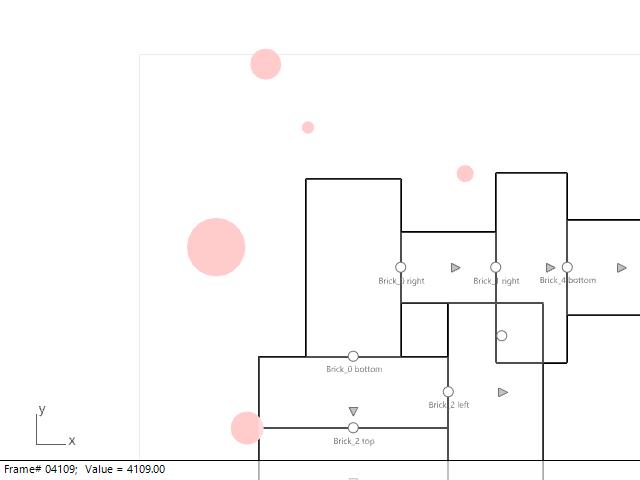 Brick_0 right
Brick_1 right
Brick_4 bottom
Brick_0 bottom
Brick_2 left
Brick_2 top
y
x
Frame# 04109;  Value = 4109.00